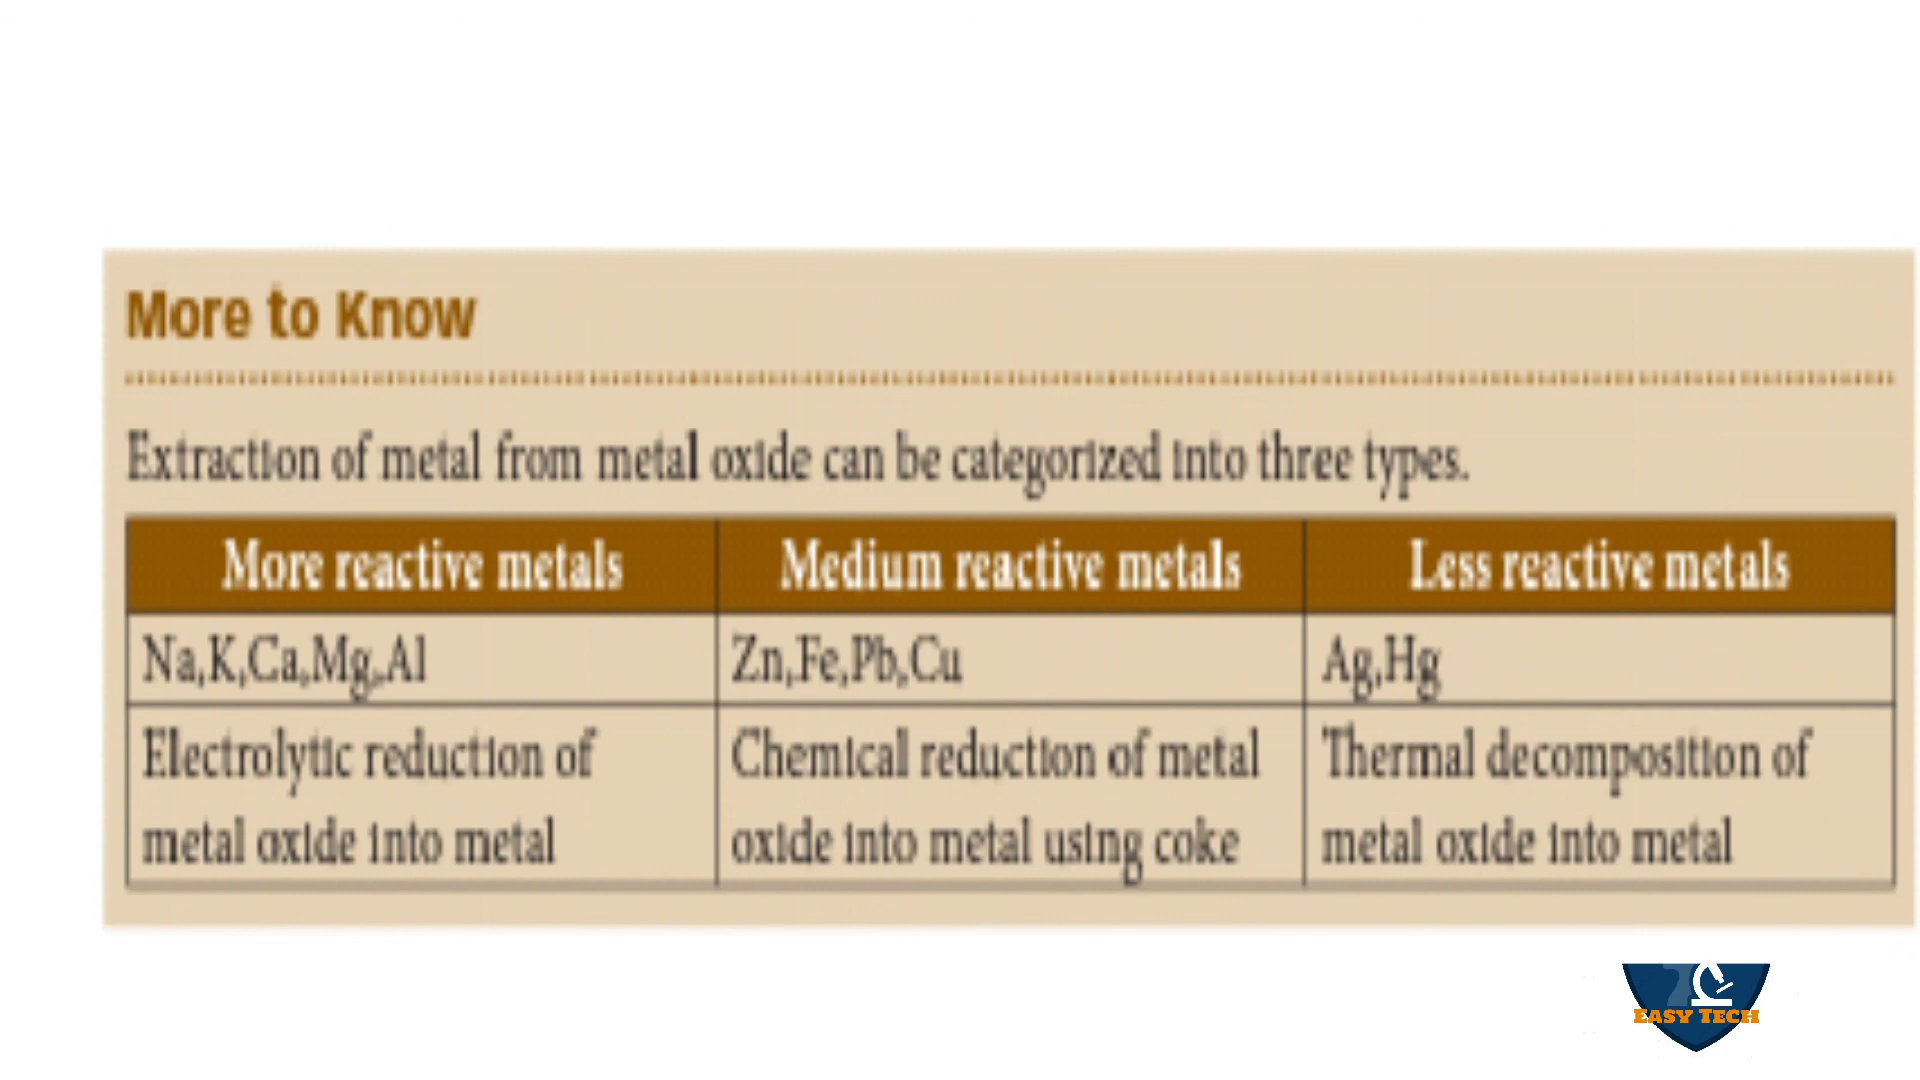 More to Know
Extraction of metal from metal oxide can be categorized into three types.
More reactive metals Medium reactive metals Less reactive metals
Na,K,Ca,Mg,Al Zn,Fe,Pb,Cu Ag,Hg
Electrolytic reduction of Chemical reduction of metal Thermal decomposition of
metal oxide into metal oxide into metal using coke metal oxide into metal
EASY TECH